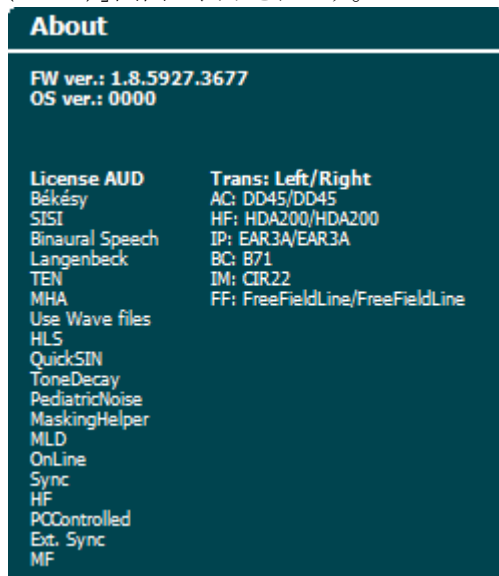 About
FW ver.: 1.8.5927.3677
OS ver.: 0000
License AUD
Békésy
SISI
Binaural Speech
Langenbeck
TEN
MHA
Use Wave files
HLS
QuickSIN
ToneDecay
PediatricNoise
MaskingHelper
MLD
OnLine
Sync
HF
PCControlled
Ext. Sync
MF
Trans: Left/Right
AC: DD45/DD45
HF: HDA200/HDA200
IP: EAR3A/EAR3A
BC: B71
IM: CIR22
FF: FreeFieldLine/FreeFieldLine